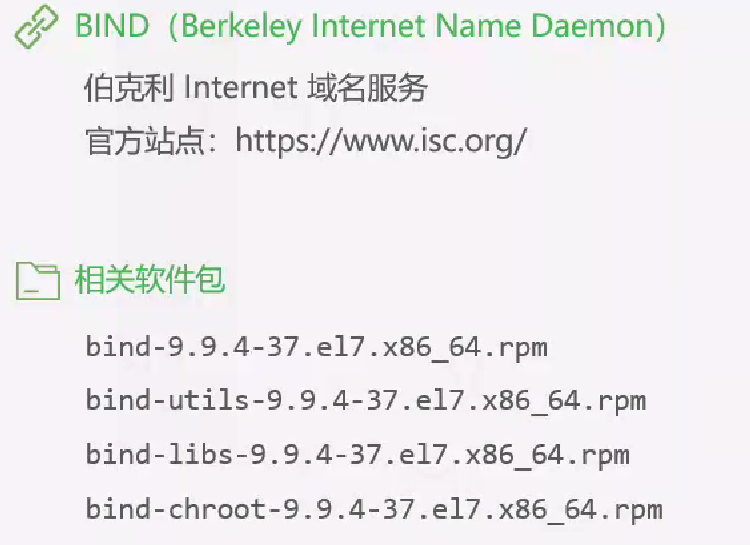 BIND（Berkeley Internet Name Daemon）
伯克利 Internet 域名服务
官方站点：https://www.isc.org/
相关软件包
bind-9.9.4-37.el7.x86_64.rpm
bind-utils-9.9.4-37.el7.x86_64.rpm
bind-libs-9.9.4-37.el7.x86_64.rpm
bind-chroot-9.9.4-37.el7.x86_64.rpm